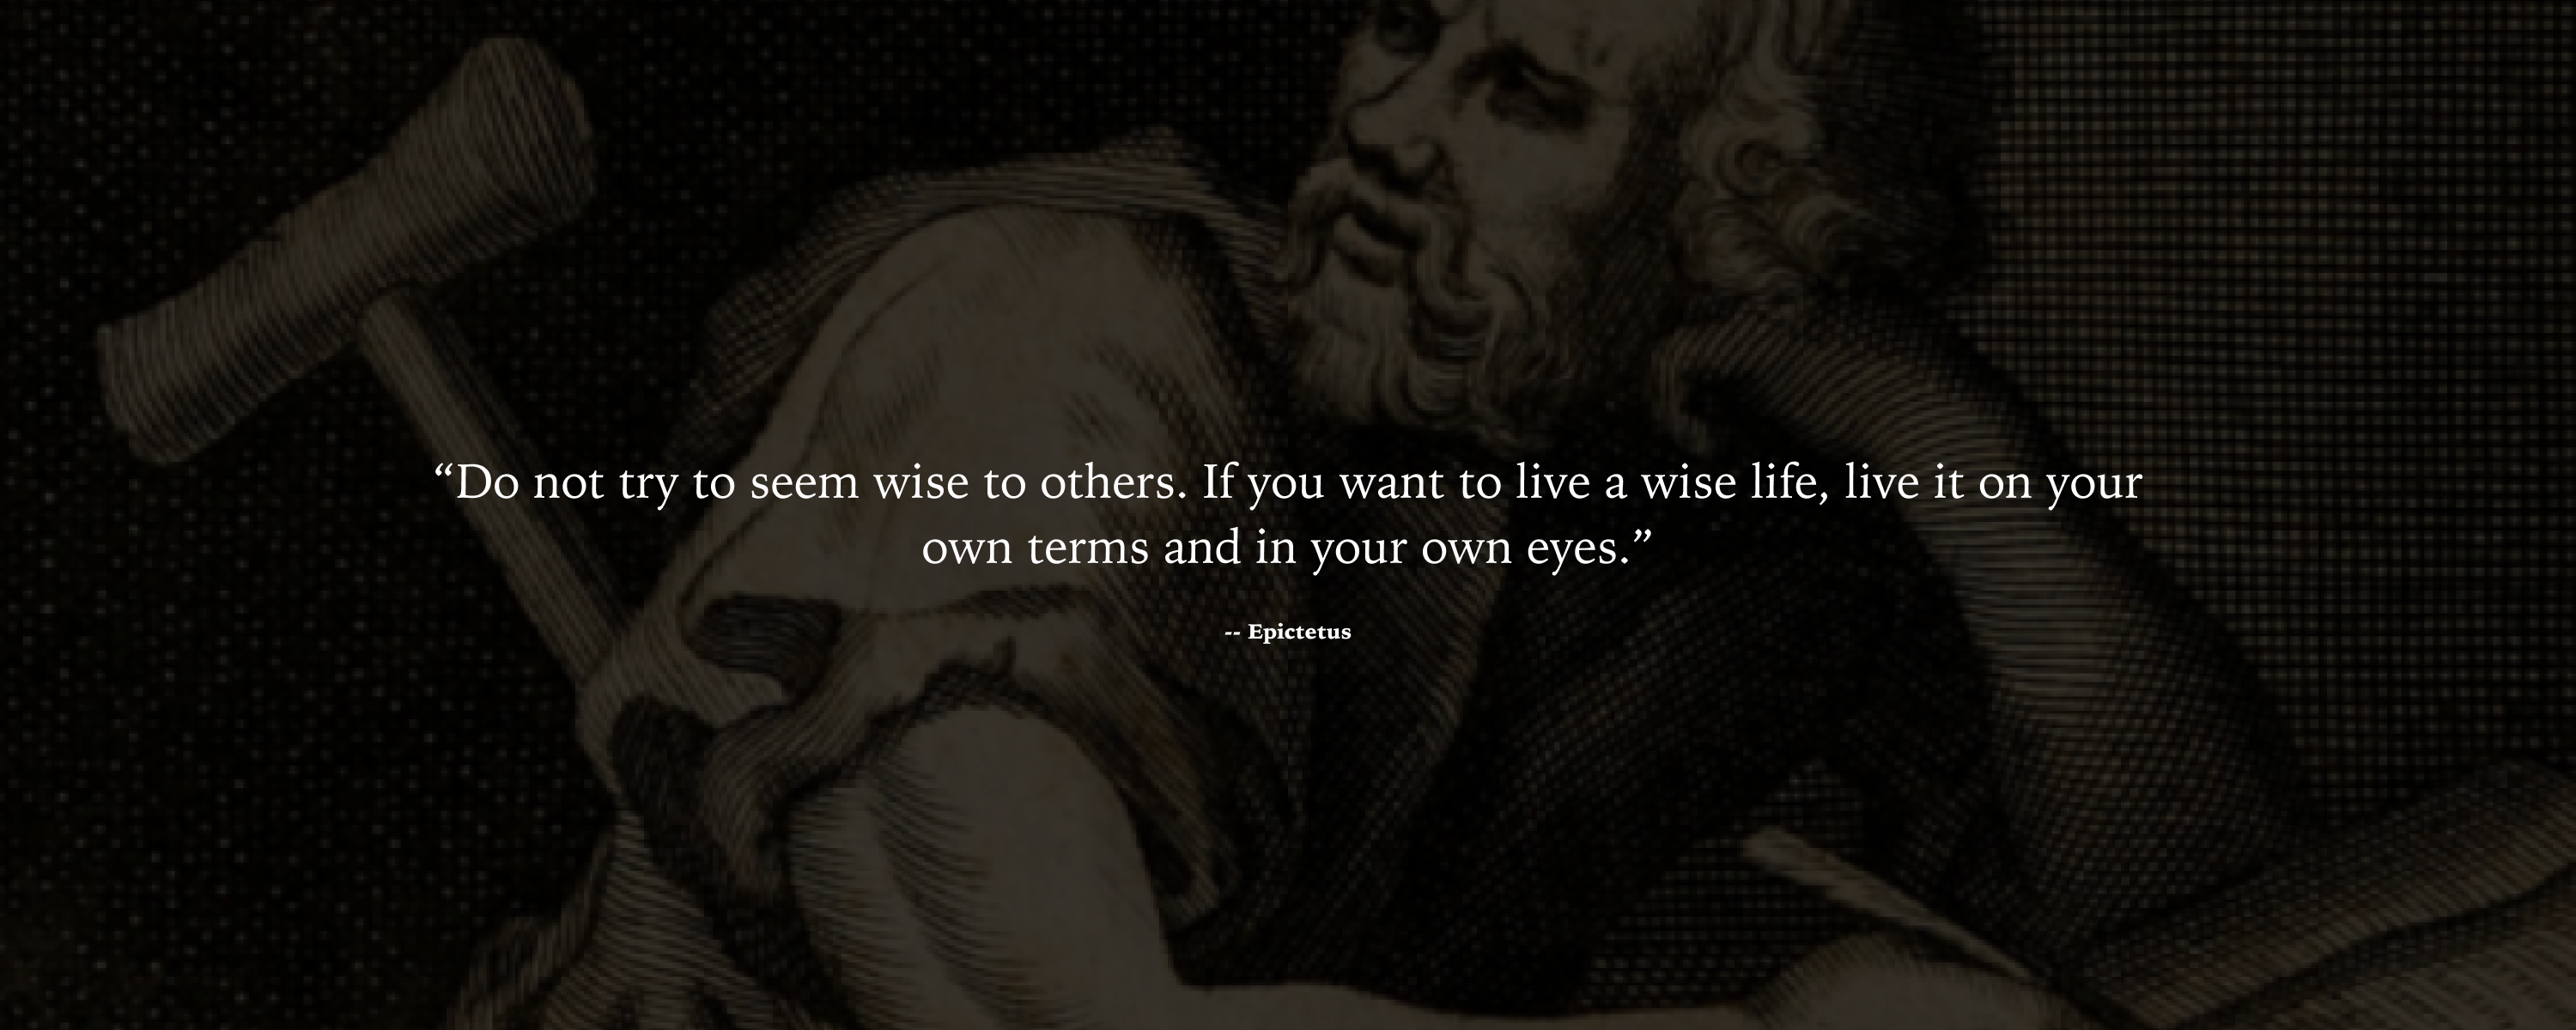 “Do not try to seem wise to others. If you want to live a wise life, live it on your
own terms and in your own eyes.”
-- Epictetus